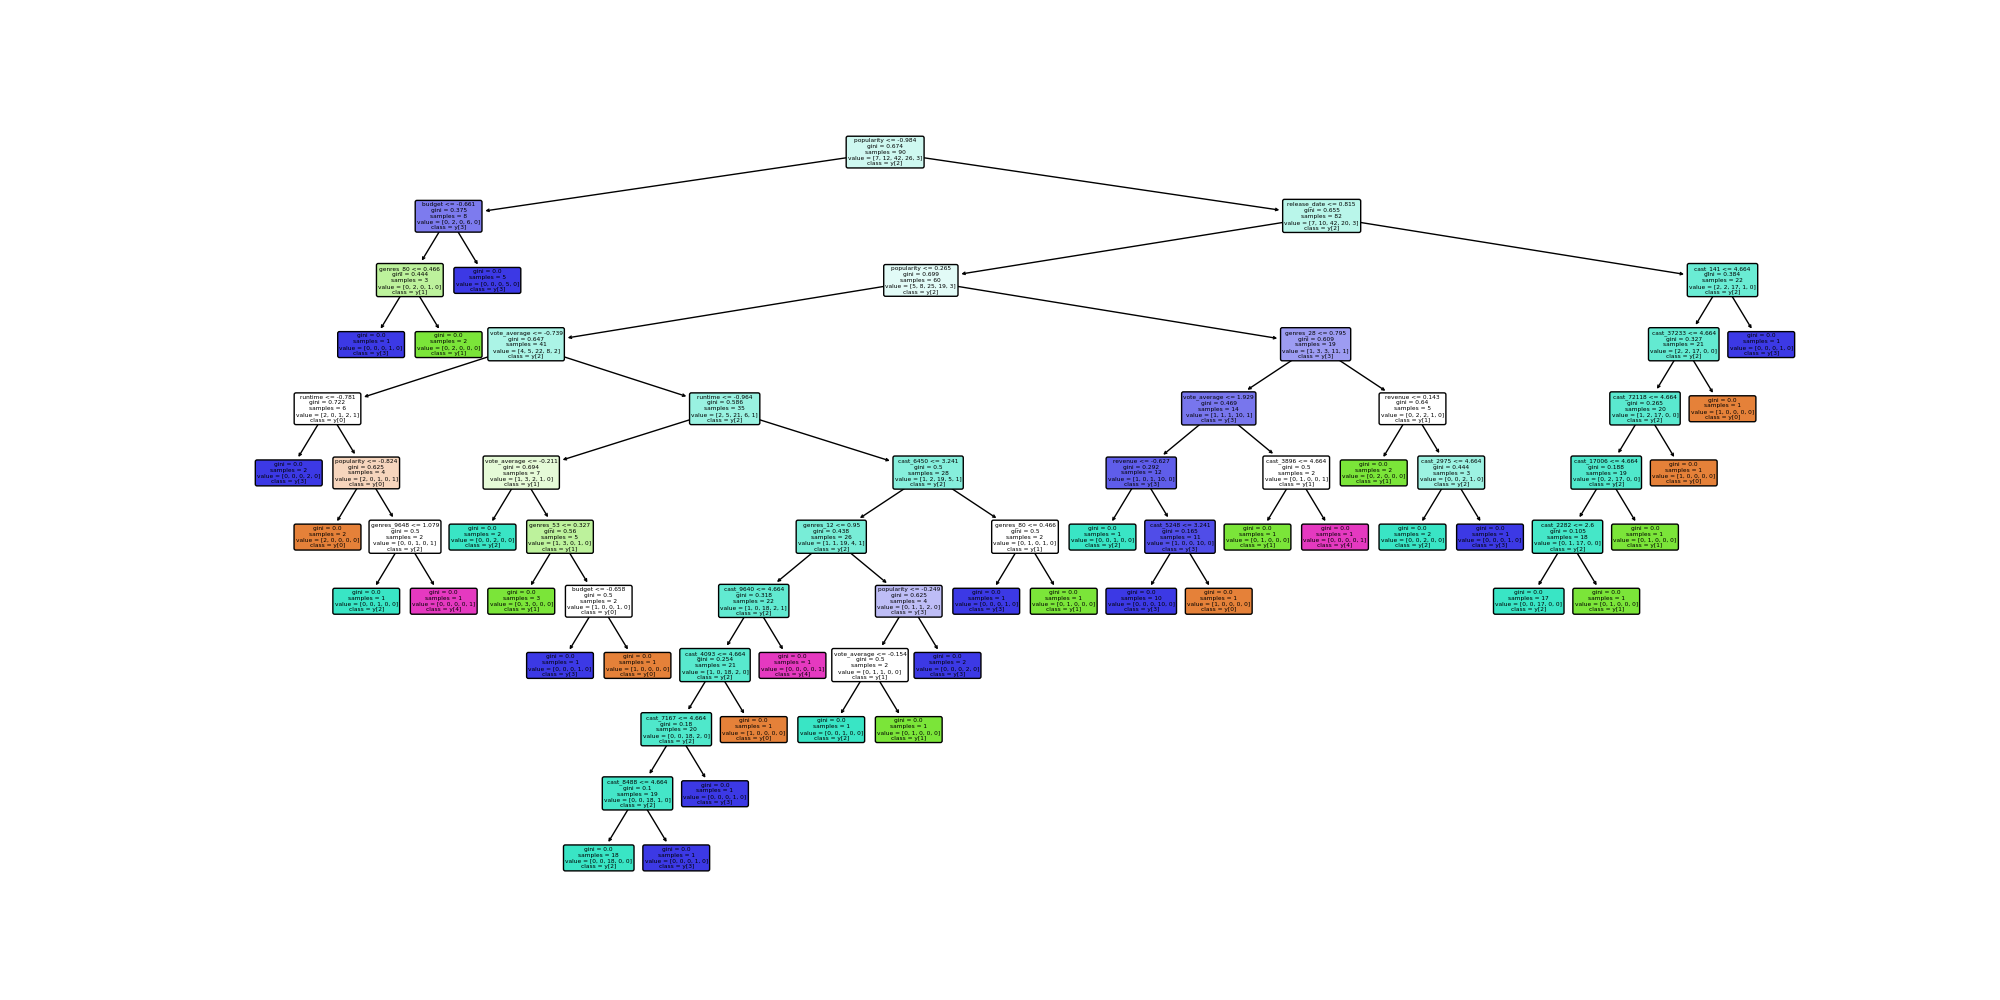 popularity <= -0.984
gini = 0.674
samples = 90
value = [7, 12, 42, 26, 3]
class = y[2]
budget <= -0.661
gini = 0.375
samples = 8
value = [0, 2, 0, 6, 0]
class = y[3]
release_date <= 0.815
gini = 0.655
samples = 82
value = [7, 10, 42, 20, 3]
class = y[2]
genres_80 <= 0.466
gini = 0.444
samples = 3
value = [0, 2, 0, 1, 0]
class = y[1]
gini = 0.0
samples = 5
value = [0, 0, 0, 5, 0]
class = y[3]
popularity <= 0.265
gini = 0.699
samples = 60
value = [5, 8, 25, 19, 3]
class = y[2]
cast_141 <= 4.664
gini = 0.384
samples = 22
value = [2, 2, 17, 1, 0]
class = y[2]
gini = 0.0
samples = 1
value = [0, 0, 0, 1, 0]
class = y[3]
gini = 0.0
samples = 2
value = [0, 2, 0, 0, 0]
class = y[1]
vote_average <= -0.739
gini = 0.647
samples = 41
value = [4, 5, 22, 8, 2]
class = y[2]
genres_28 <= 0.795
gini = 0.609
samples = 19
value = [1, 3, 3, 11, 1]
class = y[3]
cast_37233 <= 4.664
gini = 0.327
samples = 21
value = [2, 2, 17, 0, 0]
class = y[2]
gini = 0.0
samples = 1
value = [0, 0, 0, 1, 0]
class = y[3]
runtime <= -0.781
gini = 0.722
samples = 6
value = [2, 0, 1, 2, 1]
class = y[0]
runtime <= -0.964
gini = 0.586
samples = 35
value = [2, 5, 21, 6, 1]
class = y[2]
vote_average <= 1.929
gini = 0.469
samples = 14
value = [1, 1, 1, 10, 1]
class = y[3]
revenue <= 0.143
gini = 0.64
samples = 5
value = [0, 2, 2, 1, 0]
class = y[1]
cast_72118 <= 4.664
gini = 0.265
samples = 20
value = [1, 2, 17, 0, 0]
class = y[2]
gini = 0.0
samples = 1
value = [1, 0, 0, 0, 0]
class = y[0]
gini = 0.0
samples = 2
value = [0, 0, 0, 2, 0]
class = y[3]
popularity <= -0.824
gini = 0.625
samples = 4
value = [2, 0, 1, 0, 1]
class = y[0]
vote_average <= -0.211
gini = 0.694
samples = 7
value = [1, 3, 2, 1, 0]
class = y[1]
cast_6450 <= 3.241
gini = 0.5
samples = 28
value = [1, 2, 19, 5, 1]
class = y[2]
revenue <= -0.627
gini = 0.292
samples = 12
value = [1, 0, 1, 10, 0]
class = y[3]
cast_3896 <= 4.664
gini = 0.5
samples = 2
value = [0, 1, 0, 0, 1]
class = y[1]
gini = 0.0
samples = 2
value = [0, 2, 0, 0, 0]
class = y[1]
cast_2975 <= 4.664
gini = 0.444
samples = 3
value = [0, 0, 2, 1, 0]
class = y[2]
cast_17006 <= 4.664
gini = 0.188
samples = 19
value = [0, 2, 17, 0, 0]
class = y[2]
gini = 0.0
samples = 1
value = [1, 0, 0, 0, 0]
class = y[0]
gini = 0.0
samples = 2
value = [2, 0, 0, 0, 0]
class = y[0]
genres_9648 <= 1.079
gini = 0.5
samples = 2
value = [0, 0, 1, 0, 1]
class = y[2]
gini = 0.0
samples = 2
value = [0, 0, 2, 0, 0]
class = y[2]
genres_53 <= 0.327
gini = 0.56
samples = 5
value = [1, 3, 0, 1, 0]
class = y[1]
genres_12 <= 0.95
gini = 0.438
samples = 26
value = [1, 1, 19, 4, 1]
class = y[2]
genres_80 <= 0.466
gini = 0.5
samples = 2
value = [0, 1, 0, 1, 0]
class = y[1]
gini = 0.0
samples = 1
value = [0, 0, 1, 0, 0]
class = y[2]
cast_5248 <= 3.241
gini = 0.165
samples = 11
value = [1, 0, 0, 10, 0]
class = y[3]
gini = 0.0
samples = 1
value = [0, 1, 0, 0, 0]
class = y[1]
gini = 0.0
samples = 1
value = [0, 0, 0, 0, 1]
class = y[4]
gini = 0.0
samples = 2
value = [0, 0, 2, 0, 0]
class = y[2]
gini = 0.0
samples = 1
value = [0, 0, 0, 1, 0]
class = y[3]
cast_2282 <= 2.6
gini = 0.105
samples = 18
value = [0, 1, 17, 0, 0]
class = y[2]
gini = 0.0
samples = 1
value = [0, 1, 0, 0, 0]
class = y[1]
gini = 0.0
samples = 1
value = [0, 0, 1, 0, 0]
class = y[2]
gini = 0.0
samples = 1
value = [0, 0, 0, 0, 1]
class = y[4]
gini = 0.0
samples = 3
value = [0, 3, 0, 0, 0]
class = y[1]
budget <= -0.658
gini = 0.5
samples = 2
value = [1, 0, 0, 1, 0]
class = y[0]
cast_9640 <= 4.664
gini = 0.318
samples = 22
value = [1, 0, 18, 2, 1]
class = y[2]
popularity <= -0.249
gini = 0.625
samples = 4
value = [0, 1, 1, 2, 0]
class = y[3]
gini = 0.0
samples = 1
value = [0, 0, 0, 1, 0]
class = y[3]
gini = 0.0
samples = 1
value = [0, 1, 0, 0, 0]
class = y[1]
gini = 0.0
samples = 10
value = [0, 0, 0, 10, 0]
class = y[3]
gini = 0.0
samples = 1
value = [1, 0, 0, 0, 0]
class = y[0]
gini = 0.0
samples = 17
value = [0, 0, 17, 0, 0]
class = y[2]
gini = 0.0
samples = 1
value = [0, 1, 0, 0, 0]
class = y[1]
gini = 0.0
samples = 1
value = [0, 0, 0, 1, 0]
class = y[3]
gini = 0.0
samples = 1
value = [1, 0, 0, 0, 0]
class = y[0]
cast_4093 <= 4.664
gini = 0.254
samples = 21
value = [1, 0, 18, 2, 0]
class = y[2]
gini = 0.0
samples = 1
value = [0, 0, 0, 0, 1]
class = y[4]
vote_average <= -0.154
gini = 0.5
samples = 2
value = [0, 1, 1, 0, 0]
class = y[1]
gini = 0.0
samples = 2
value = [0, 0, 0, 2, 0]
class = y[3]
cast_7167 <= 4.664
gini = 0.18
samples = 20
value = [0, 0, 18, 2, 0]
class = y[2]
gini = 0.0
samples = 1
value = [1, 0, 0, 0, 0]
class = y[0]
gini = 0.0
samples = 1
value = [0, 0, 1, 0, 0]
class = y[2]
gini = 0.0
samples = 1
value = [0, 1, 0, 0, 0]
class = y[1]
cast_8488 <= 4.664
gini = 0.1
samples = 19
value = [0, 0, 18, 1, 0]
class = y[2]
gini = 0.0
samples = 1
value = [0, 0, 0, 1, 0]
class = y[3]
gini = 0.0
samples = 18
value = [0, 0, 18, 0, 0]
class = y[2]
gini = 0.0
samples = 1
value = [0, 0, 0, 1, 0]
class = y[3]